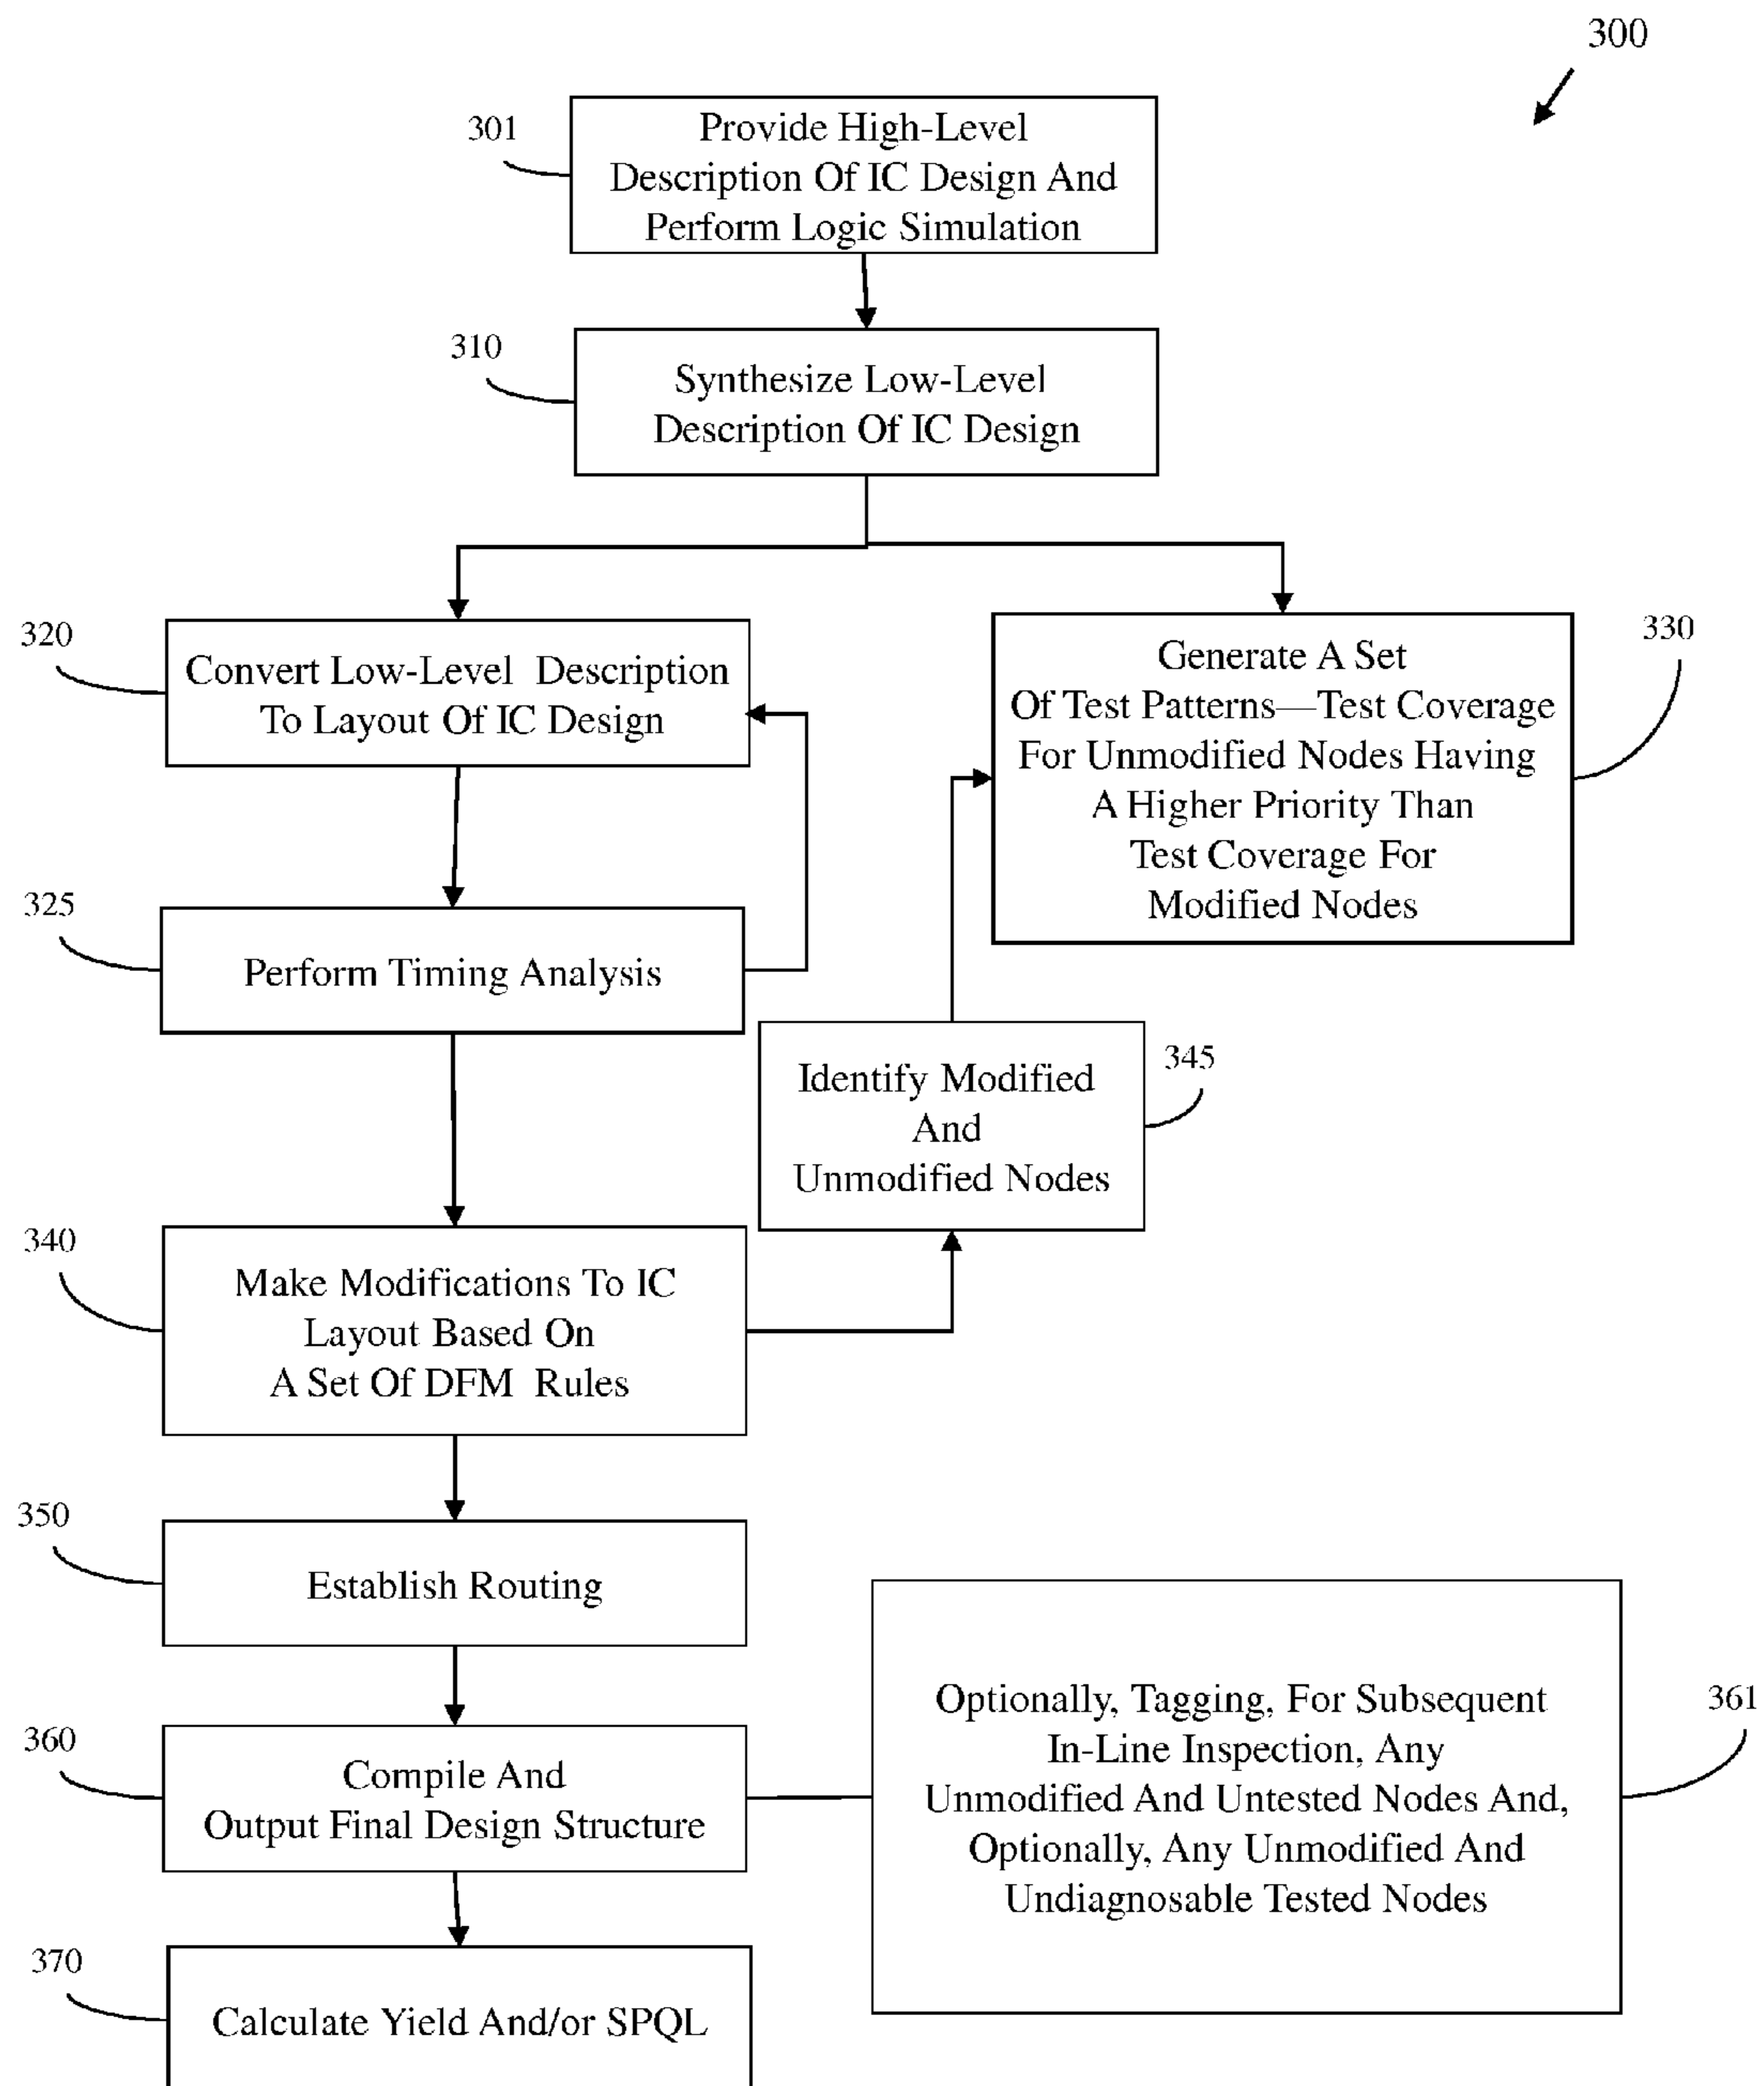 300
301
Provide High-Level
Description Of IC Design And
Perform Logic Simulation
310
Synthesize Low-Level
Description Of IC Design
320
Convert Low-Level Description
To Layout Of IC Design
330
Generate A Set
Of Test Patterns—Test Coverage
For Unmodified Nodes Having
A Higher Priority Than
Test Coverage For
Modified Nodes
325
Perform Timing Analysis
345
Identify Modified
And
Unmodified Nodes
340
Make Modifications To IC
Layout Based On
A Set Of DFM Rules
350
Establish Routing
360
Compile And
Output Final Design Structure
361
Optionally, Tagging, For Subsequent
In-Line Inspection, Any
Unmodified And Untested Nodes And,
Optionally, Any Unmodified And
Undiagnosable Tested Nodes
370
Calculate Yield And/or SPQL